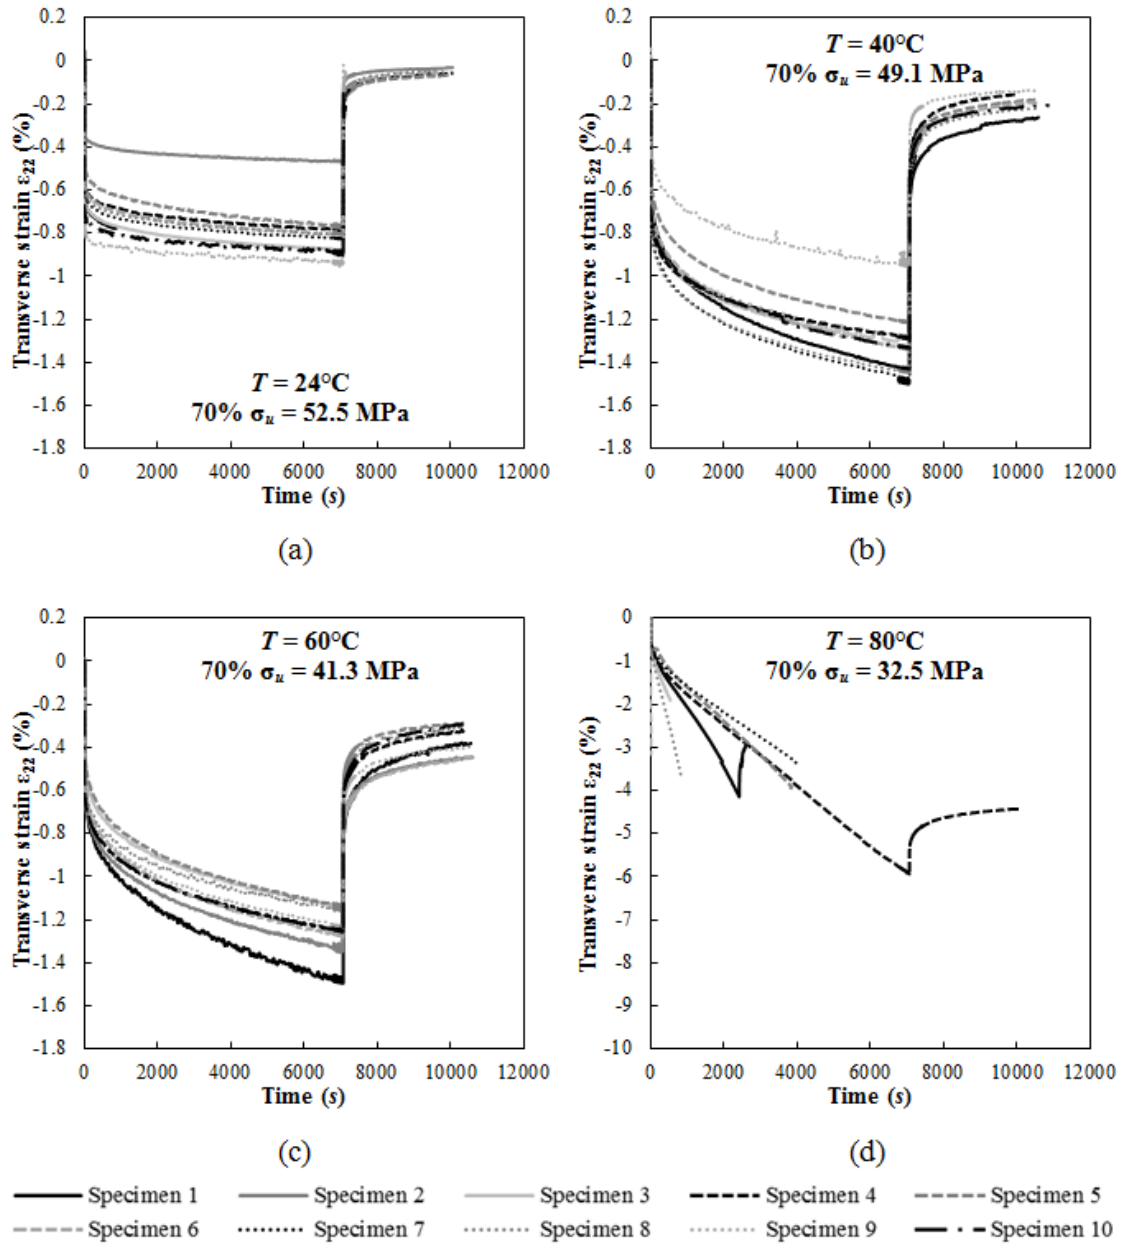 0.2
0
-0.2
-0.4
-0.6
-0.8
-1
-1.2
-1.4
-1.6
-1.8
Transverse strain ε22 (%)
T = 24°C
70% σu = 52.5 MPa
0 2000 4000 6000 8000 10000 12000
Time (s)
(a)
0.2
0
-0.2
-0.4
-0.6
-0.8
-1
-1.2
-1.4
-1.6
-1.8
Transverse strain ε22 (%)
T = 40°C
70% σu = 49.1 MPa
0 2000 4000 6000 8000 10000 12000
Time (s)
(b)
0.2
0
-0.2
-0.4
-0.6
-0.8
-1
-1.2
-1.4
-1.6
-1.8
Transverse strain ε22 (%)
T = 60°C
70% σu = 41.3 MPa
0 2000 4000 6000 8000 10000 12000
Time (s)
(c)
0
-1
-2
-3
-4
-5
-6
-7
-8
-9
-10
Transverse strain ε22 (%)
T = 80°C
70% σu = 32.5 MPa
0 2000 4000 6000 8000 10000 12000
Time (s)
(d)
Specimen 1 Specimen 2 Specimen 3 Specimen 4 Specimen 5
Specimen 6 Specimen 7 Specimen 8 Specimen 9 Specimen 10